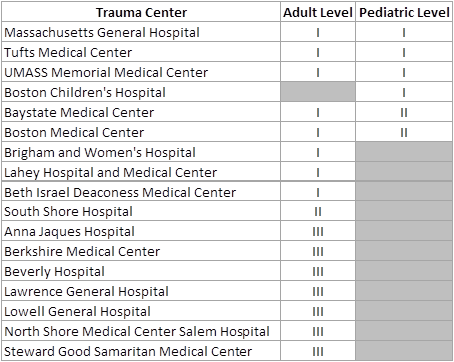 Trauma Center Adult Level Pediatric Level
Massachusetts General Hospital I I
Tufts Medical Center I I
UMASS Memorial Medical Center I I
Boston Children's Hospital I
Baystate Medical Center I II
Boston Medical Center I II
Brigham and Women's Hospital I
Lahey Hospital and Medical Center I
Beth Israel Deaconess Medical Center I
South Shore Hospital II
Anna Jaques Hospital III
Berkshire Medical Center III
Beverly Hospital III
Lawrence General Hospital III
Lowell General Hospital III
North Shore Medical Center Salem Hospital III
Steward Good Samaritan Medical Center III